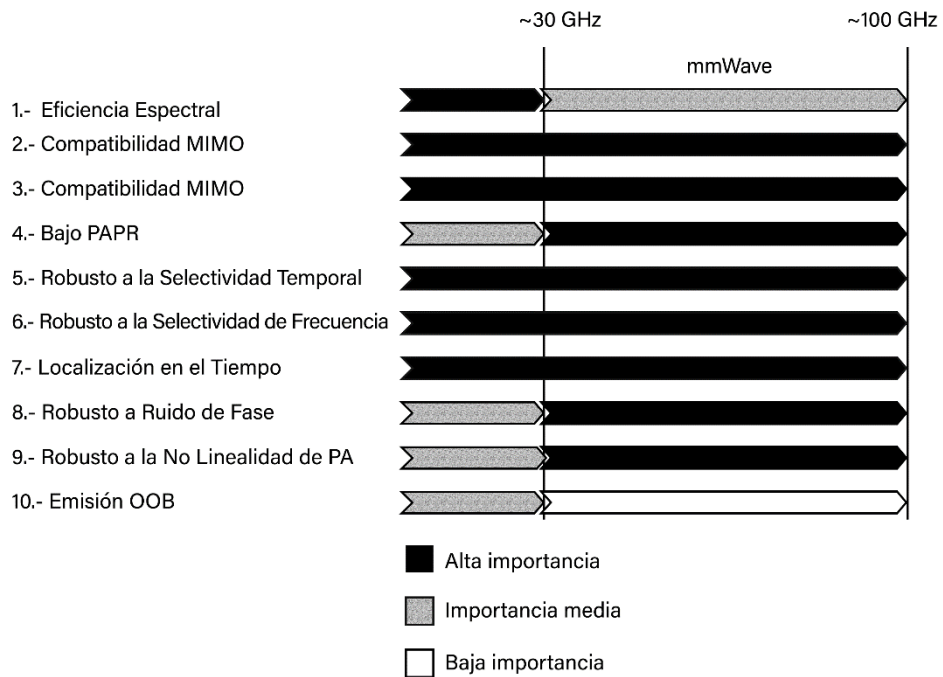 ~30 GHz ~100 GHz
mmWave
1.- Eficiencia Espectral
2.- Compatibilidad MIMO
3.- Compatibilidad MIMO
4.- Bajo PAPR
5.- Robusto a la Selectividad Temporal
6.- Robusto a la Selectividad de Frecuencia
7.- Localización en el Tiempo
8.- Robusto a Ruido de Fase
9.- Robusto a la No Linealidad de PA
10.- Emisión OOB
Alta importancia
Importancia media
Baja importancia